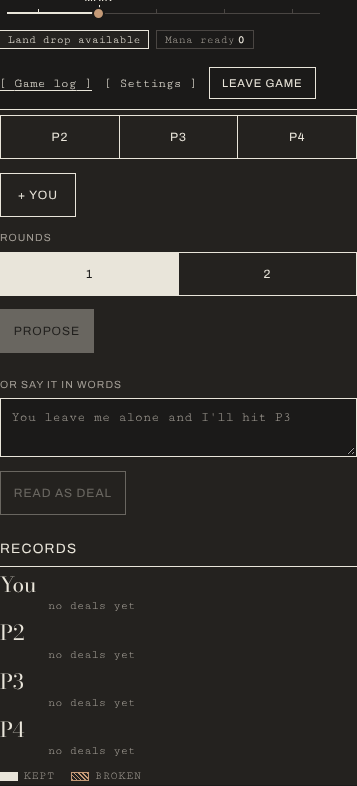 Land drop available Mana ready 0
[ Game log ] [ Settings ] LEAVE GAME
P2 P3 P4
+ YOU
ROUNDS
1 2
PROPOSE
OR SAY IT IN WORDS
You leave me alone and I'll hit P3
READ AS DEAL
RECORDS
You
no deals yet
P2
no deals yet
P3
no deals yet
P4
no deals yet
KEPT BROKEN